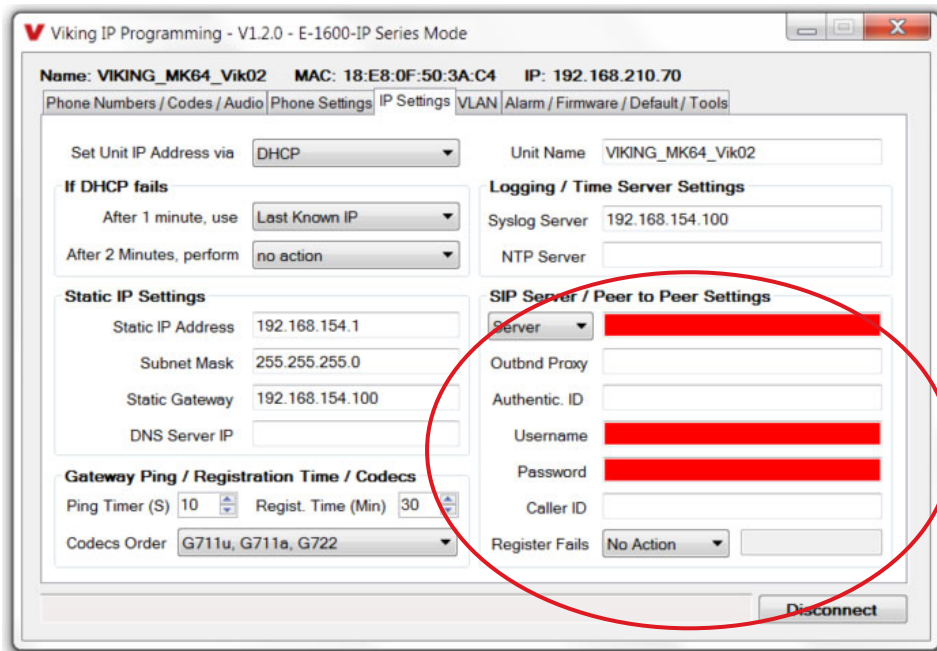 Viking IP Programming - V1.2.0 - E-1600-IP Series Mode
Name: VIKING_MK64_Vik02 MAC: 18:E8:0F:50:3A:C4 IP: 192.168.210.70
Phone Numbers / Codes / Audio Phone Settings IP Settings VLAN Alarm / Firmware / Default / Tools
Set Unit IP Address via DHCP
If DHCP fails
After 1 minute, use Last Known IP
After 2 Minutes, perform no action
Static IP Settings
Static IP Address 192.168.154.1
Subnet Mask 255.255.255.0
Static Gateway 192.168.154.100
DNS Server IP
Gateway Ping / Registration Time / Codecs
Ping Timer (S) 10 Regist. Time (Min) 30
Codecs Order G711u, G711a, G722
Unit Name VIKING_MK64_Vik02
Logging / Time Server Settings
Syslog Server 192.168.154.100
NTP Server
SIP Server / Peer to Peer Settings
Server
Outbnd Proxy
Authentic. ID
Username
Password
Caller ID
Register Fails No Action
Disconnect